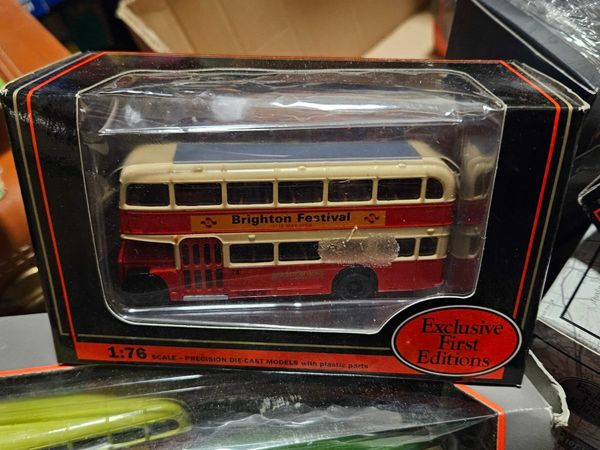 Brighton Festival
1:76 SCALE – PRECISION DIE-CAST MODELS with plastic parts
Exclusive
First
Editions